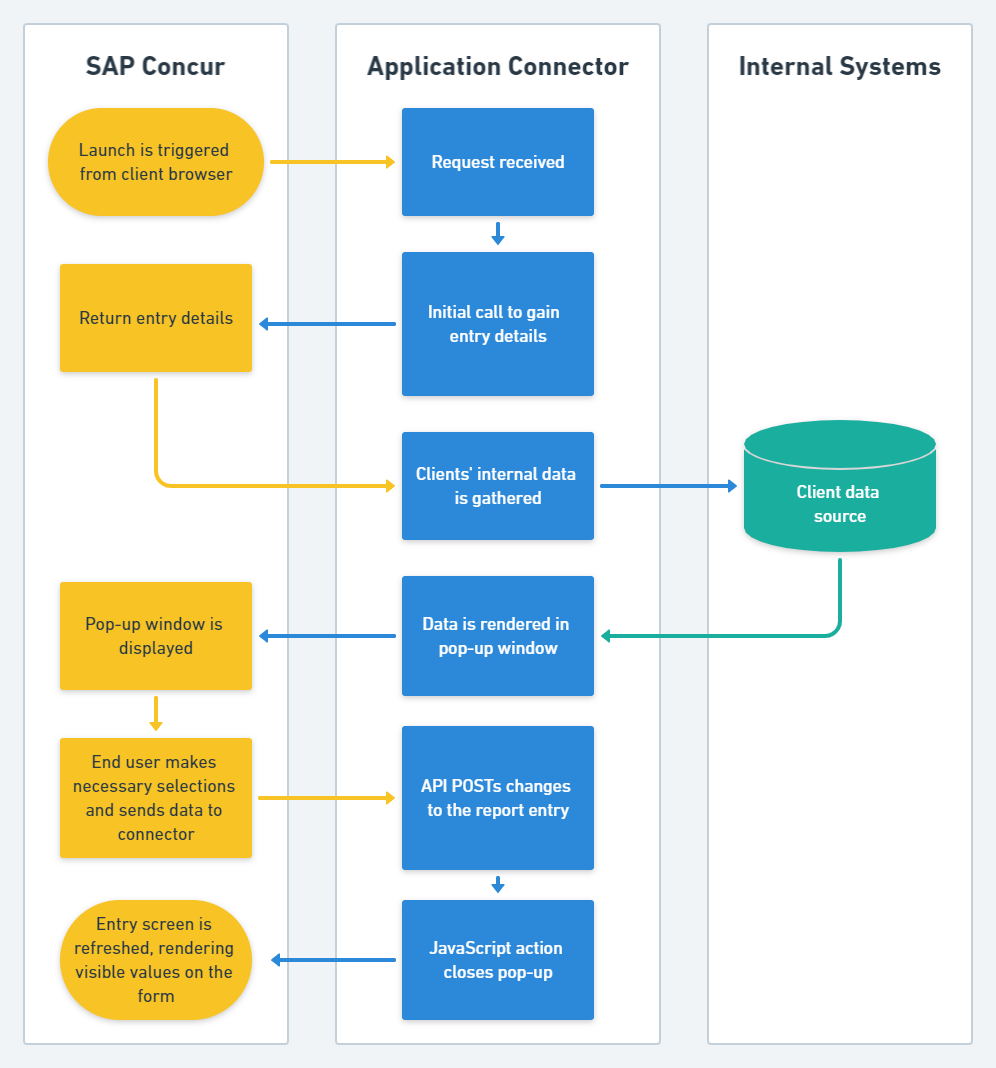 SAP Concur
Application Connector
Internal Systems
Launch is triggered
from client browser
Request received
Return entry details
Initial call to gain
entry details
Clients' internal data
is gathered
Client data
source
Pop-up window is
displayed
Data is rendered in
pop-up window
End user makes
necessary selections
and sends data to
connector
API POSTs changes
to the report entry
Entry screen is
refreshed, rendering
visible values on the
form
JavaScript action
closes pop-up